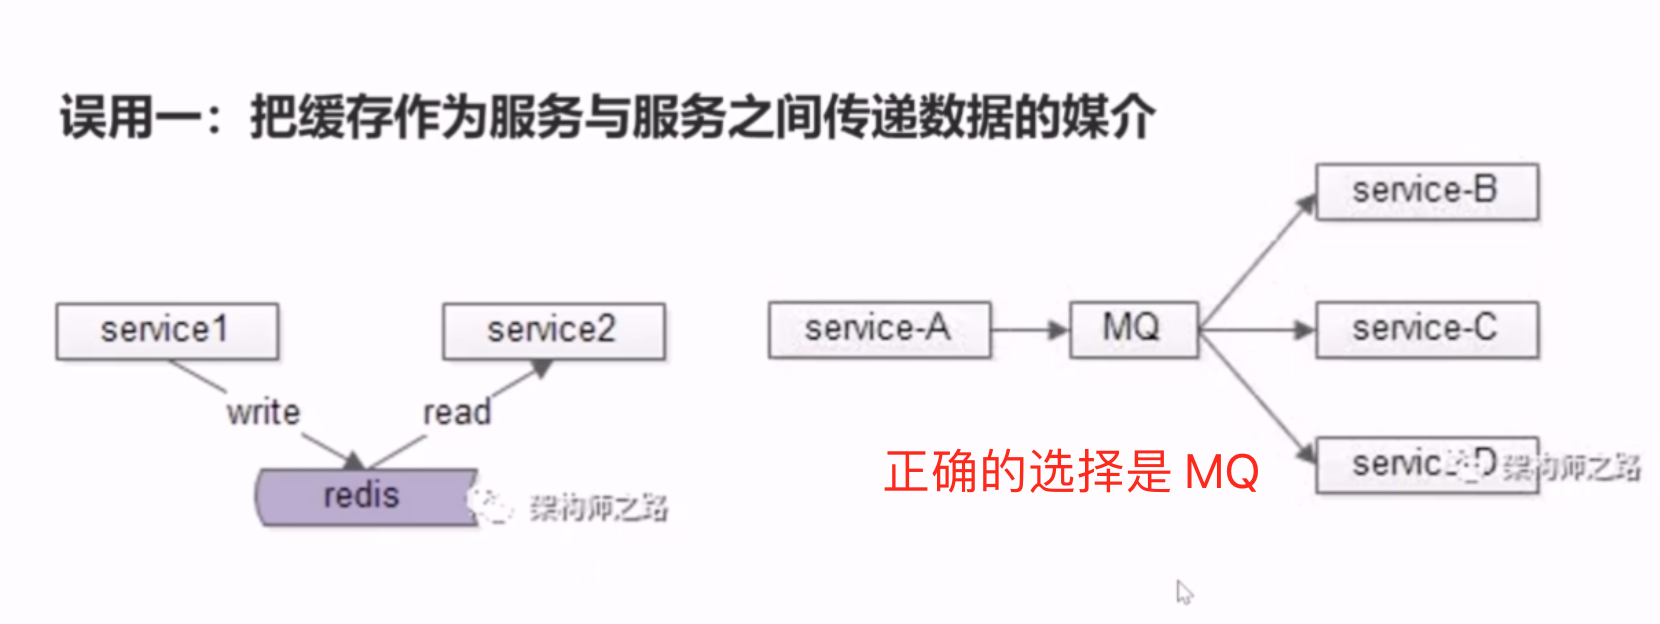 误用一：把缓存作为服务与服务之间传递数据的媒介
service1
service2
write
read
redis
架构师之路
service-A
MQ
service-B
service-C
service-D
架构师之路
正确的选择是 MQ